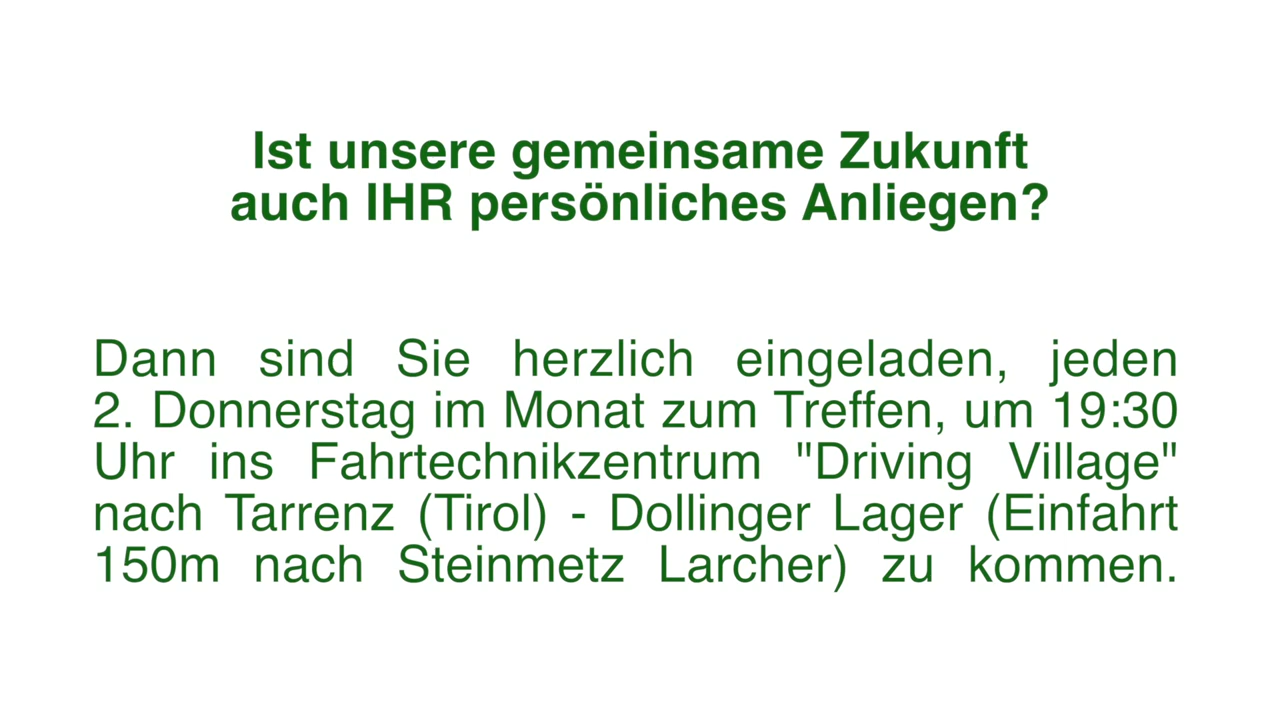 Ist unsere gemeinsame Zukunft
auch IHR persönliches Anliegen?
Dann sind Sie herzlich eingeladen, jeden
2. Donnerstag im Monat zum Treffen, um 19:30
Uhr ins Fahrtechnikzentrum "Driving Village"
nach Tarrenz (Tirol) - Dollinger Lager (Einfahrt
150m nach Steinmetz Larcher) zu kommen.